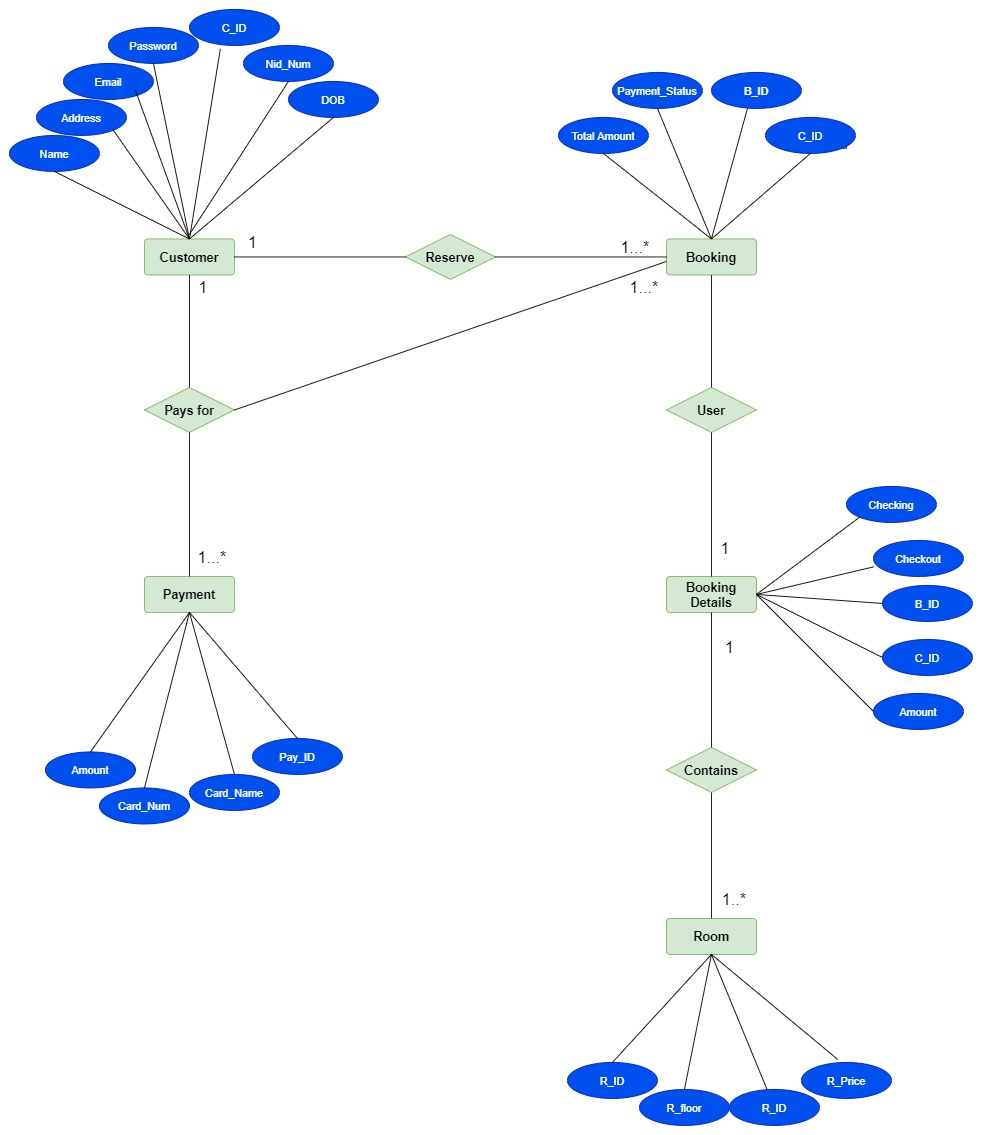 C_ID
Password
Nid_Num
Email
DOB
Address
Name
Payment_Status
B_ID
Total Amount
C_ID
Customer
1
Reserve
1...*
Booking
1
1...*
Pays for
User
1...*
1
Payment
Booking
Details
Checking
Checkout
B_ID
C_ID
Amount
1
Contains
Amount
Card_Num
Card_Name
Pay_ID
1..*
Room
R_ID
R_floor
R_ID
R_Price